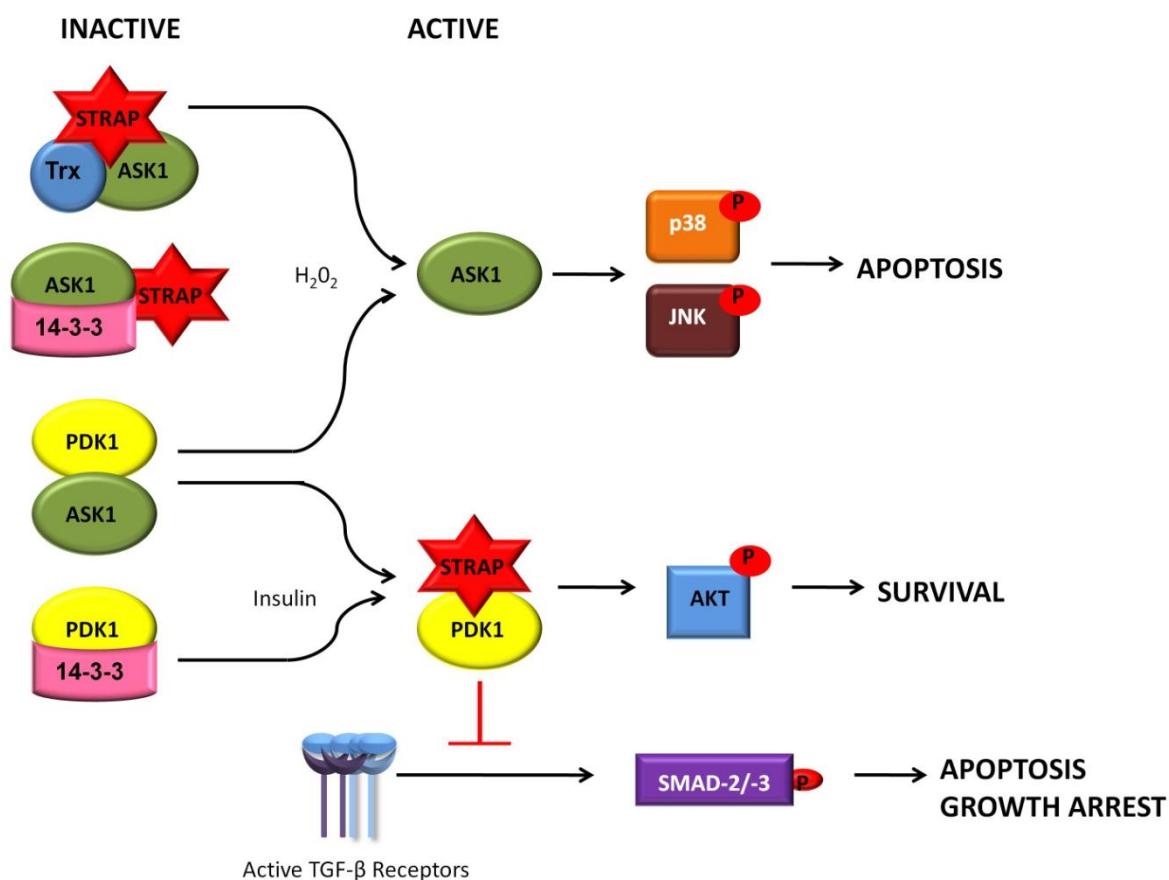 INACTIVE
ACTIVE
STRAP
Trx
ASK1
ASK1
14-3-3
STRAP
H₂0₂
ASK1
p38
P
JNK
P
APOPTOSIS
PDK1
ASK1
PDK1
14-3-3
Insulin
STRAP
PDK1
AKT
P
SURVIVAL
Active TGF-β Receptors
SMAD-2/-3
P
APOPTOSIS
GROWTH ARREST